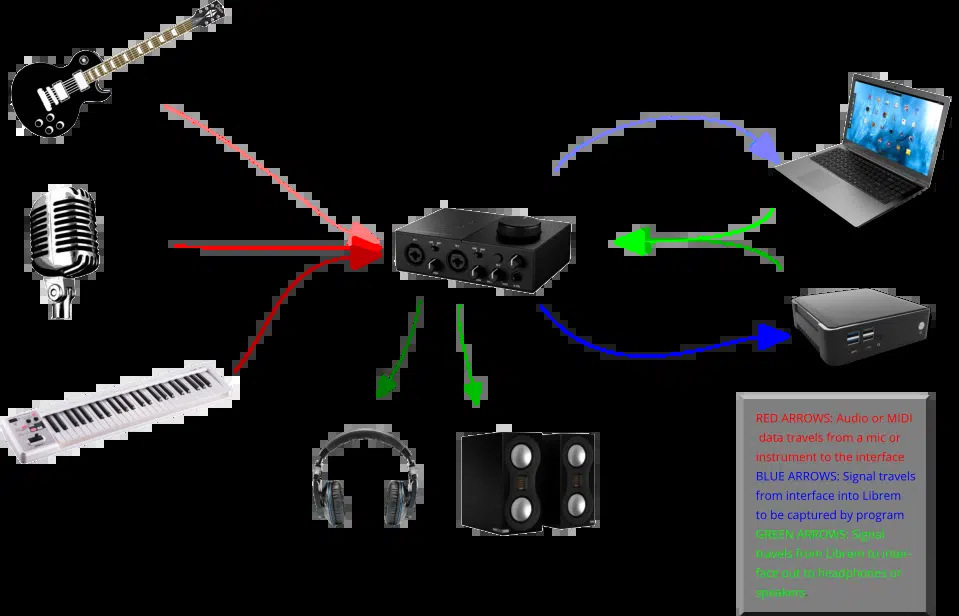 RED ARROWS: Audio or MIDI
data travels from a mic or
instrument to the interface
BLUE ARROWS: Signal travels
from interface into Librem
to be captured by program
GREEN ARROWS: Signal
travels from Librem to inter-
face out to headphones or
speakers